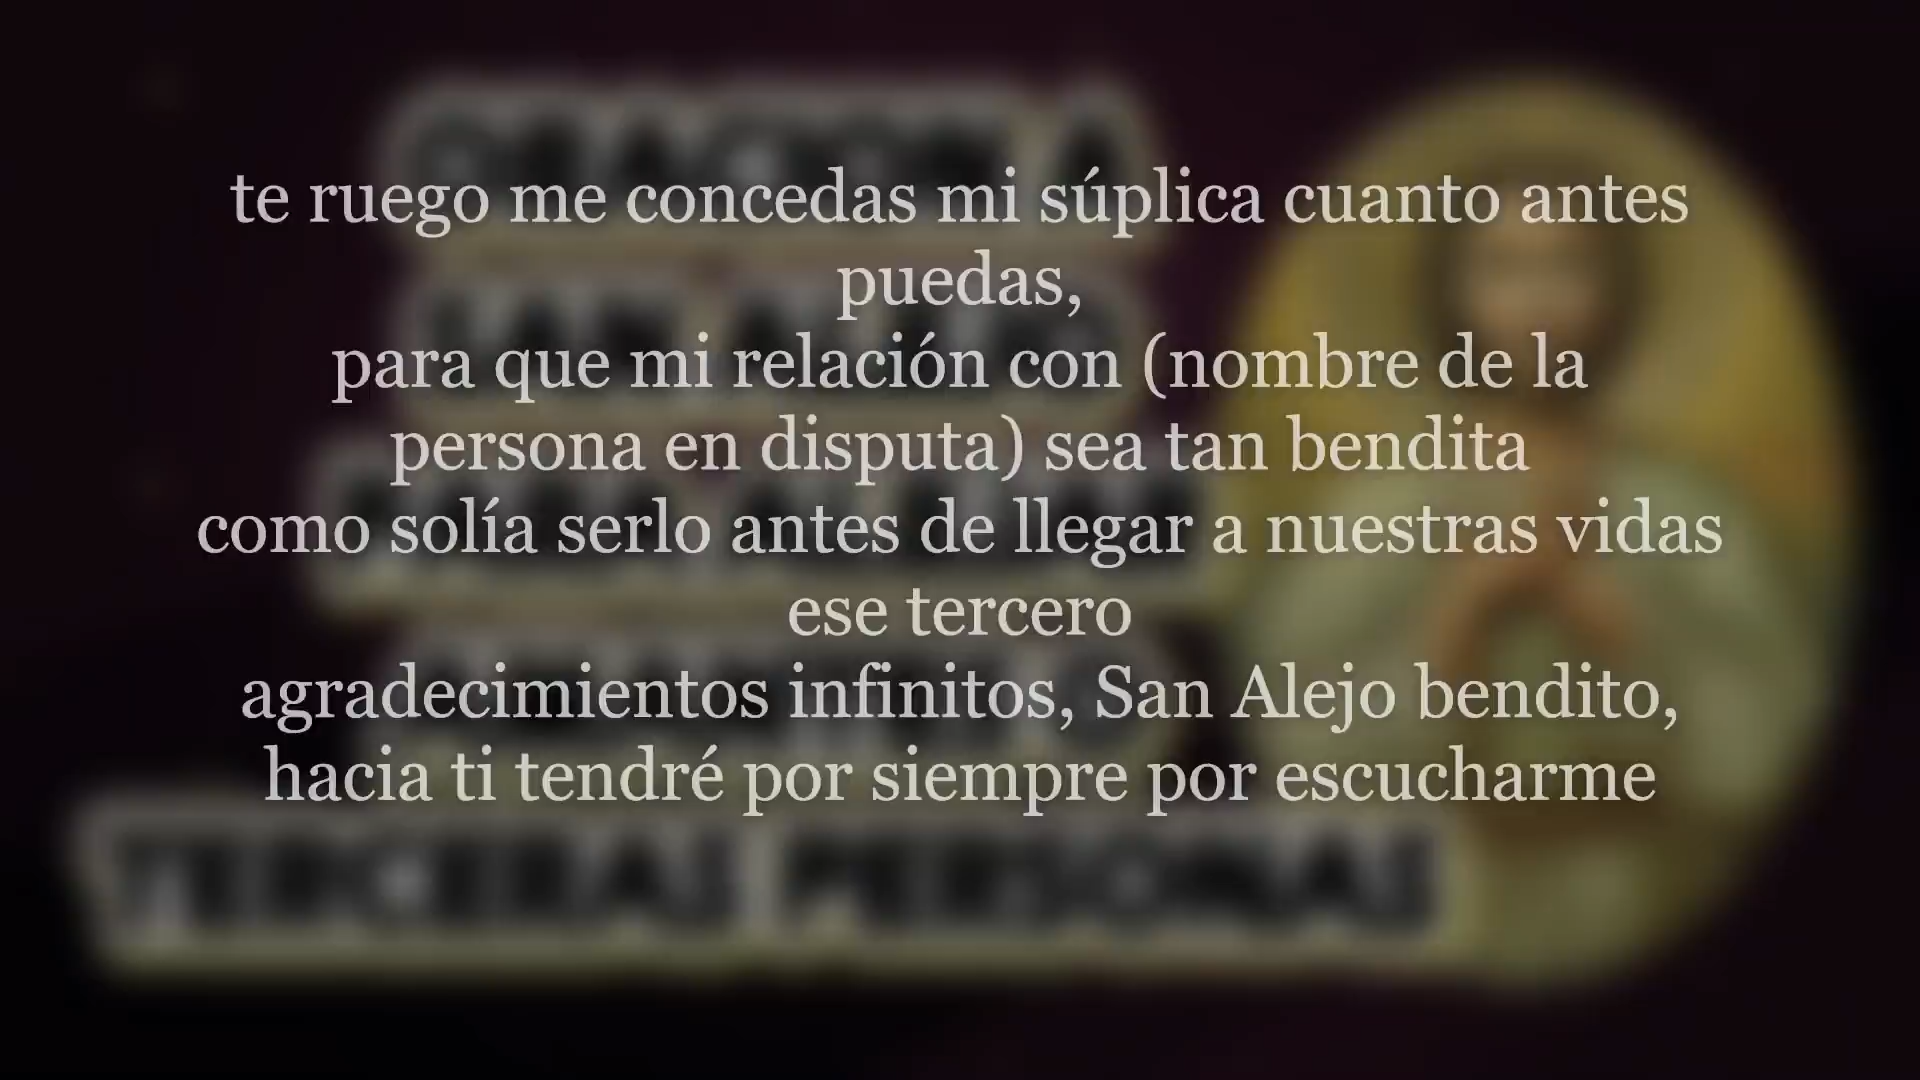 te ruego me concedas mi súplica cuanto antes
puedas,
para que mi relación con (nombre de la
persona en disputa) sea tan bendita
como solía serlo antes de llegar a nuestras vidas
ese tercero
agradecimientos infinitos, San Alejo bendito,
hacia ti tendré por siempre por escucharme
TERCERAS PERSONAS